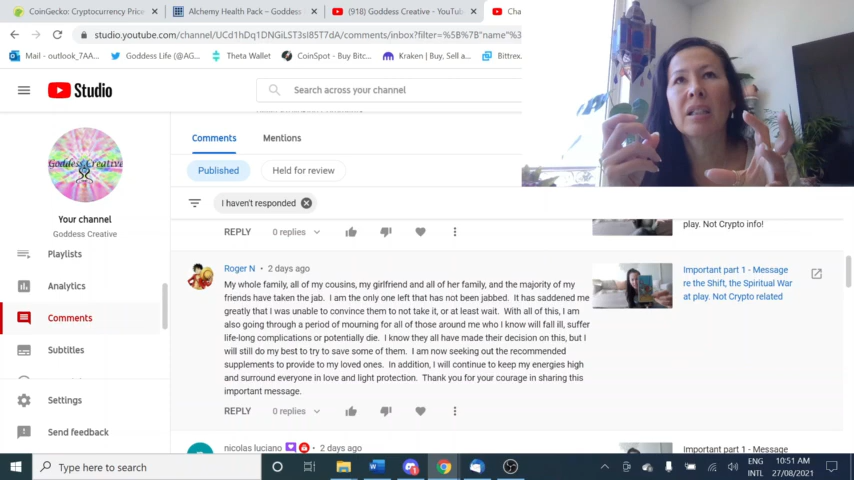 CoinGecko: Cryptocurrency Price
Alchemy Health Pack – Goddess
(918) Goddess Creative - YouTu
Cha
studio.youtube.com/channel/UCd1hDq1DNGiLST3sI85T7dA/comments/inbox?filter=%5B%7B"name"%3
Mail - outlook_7AA...
Goddess Life (@AG...
Theta Wallet
CoinSpot - Buy Bitc...
Kraken | Buy, Sell a...
Bittrex
Studio
Search across your channel
Goddess Creative
Your channel
Goddess Creative
Playlists
Analytics
Comments
Subtitles
Settings
Send feedback
Comments
Mentions
Published
Held for review
I haven't responded
REPLY
0 replies
play. Not Crypto info!
Roger N • 2 days ago
My whole family, all of my cousins, my girlfriend and all of her family, and the majority of my
friends have taken the jab. I am the only one left that has not been jabbed. It has saddened me
greatly that I was unable to convince them to not take it, or at least wait. With all of this, I am
also going through a period of mourning for all of those around me who I know will fall ill, suffer
life-long complications or potentially die. I know they all have made their decision on this, but I
will still do my best to try to save some of them. I am now seeking out the recommended
supplements to provide to my loved ones. In addition, I will continue to keep my energies high
and surround everyone in love and light protection. Thank you for your courage in sharing this
important message.
Important part 1 - Message
re the Shift, the Spiritual War
at play. Not Crypto related
REPLY
0 replies
nicolas luciano
• 2 days ago
Important part 1 - Message
Type here to search
ENG
INTL
10:51 AM
27/08/2021